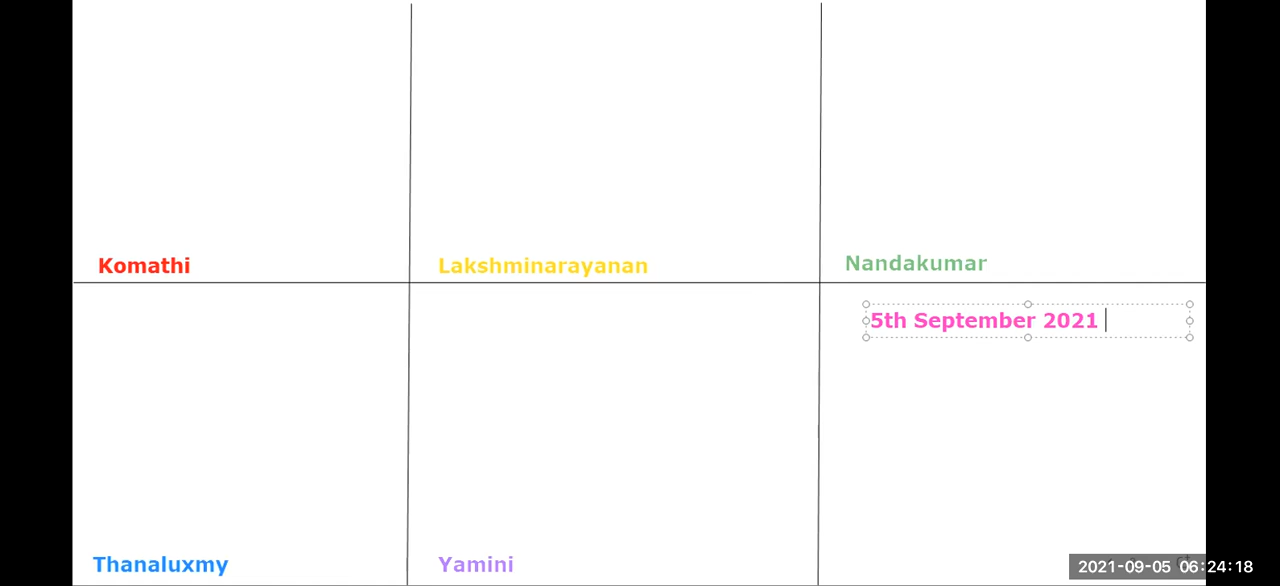 Komathi
Lakshminarayanan
Nandakumar
5th September 2021
Thanaluxmy
Yamini
2021-09-05 06:24:18